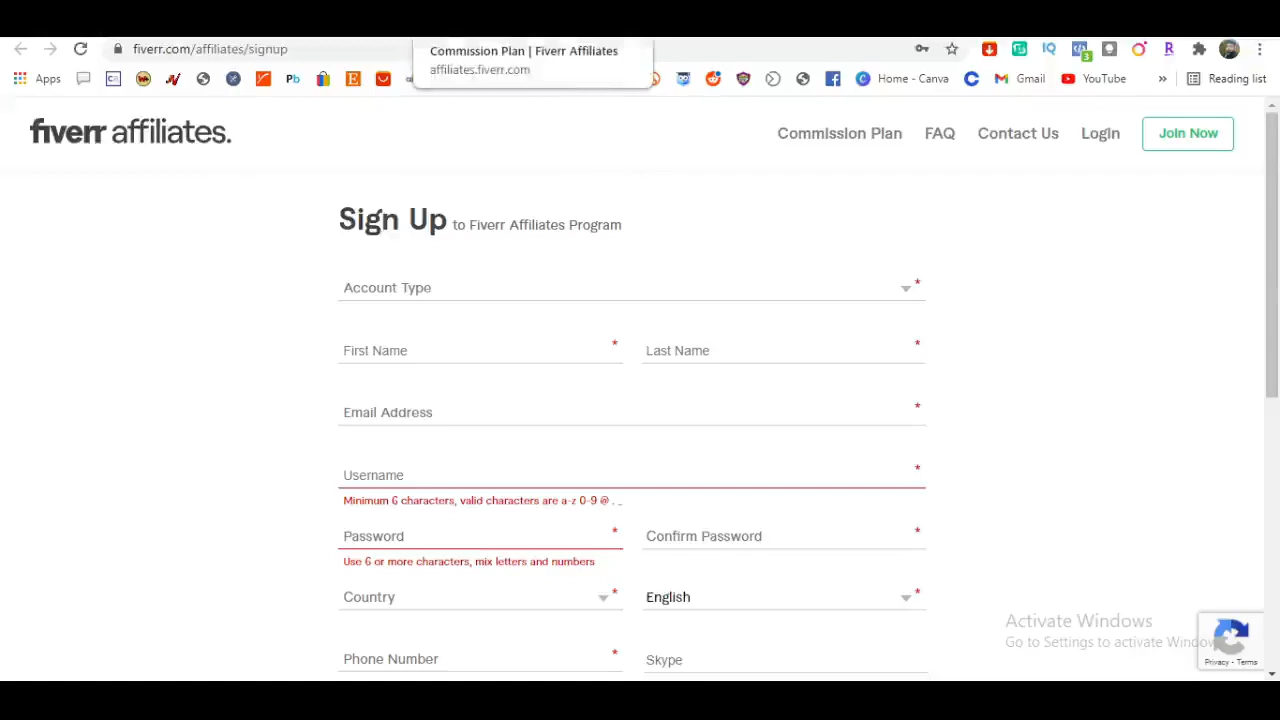 fiverr.com/affiliates/signup
Commission Plan | Fiverr Affiliates
affiliates.fiverr.com
3
Apps
Pb
Home - Canva
Gmail
YouTube
»
Reading list
fiverr affiliates.
Commission Plan
FAQ
Contact Us
Login
Join Now
Sign Up to Fiverr Affiliates Program
Account Type *
First Name *
Last Name *
Email Address *
Username *
Minimum 6 characters, valid characters are a-z 0-9 @ . _
Password *
Confirm Password *
Use 6 or more characters, mix letters and numbers
Country *
English *
Phone Number *
Skype
Activate Windows
Go to Settings to activate
Privacy - Terms